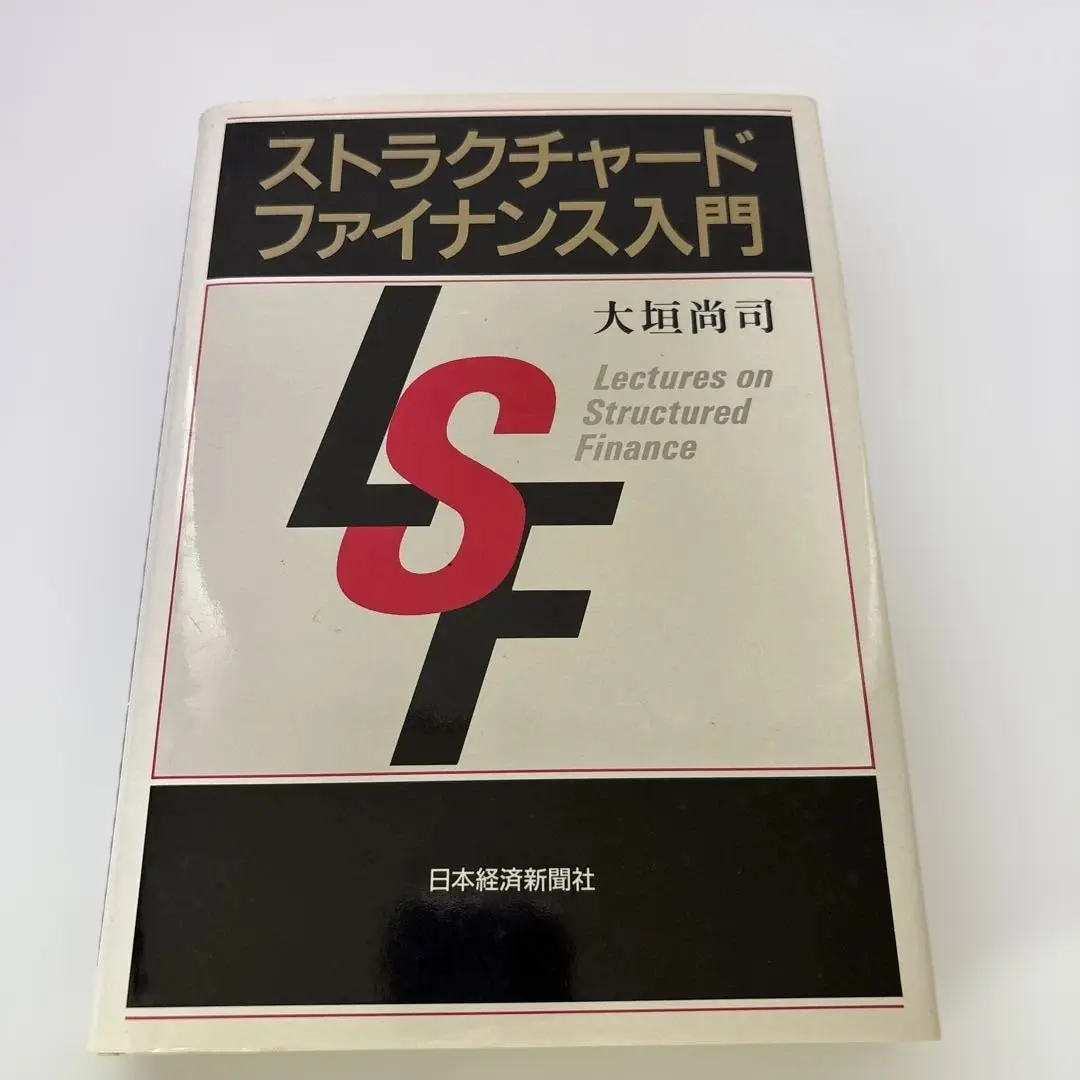 ストラクチャード
ファイナンス入門
大垣尚司
Lectures on
Structured
Finance
LSF
日本経済新聞社